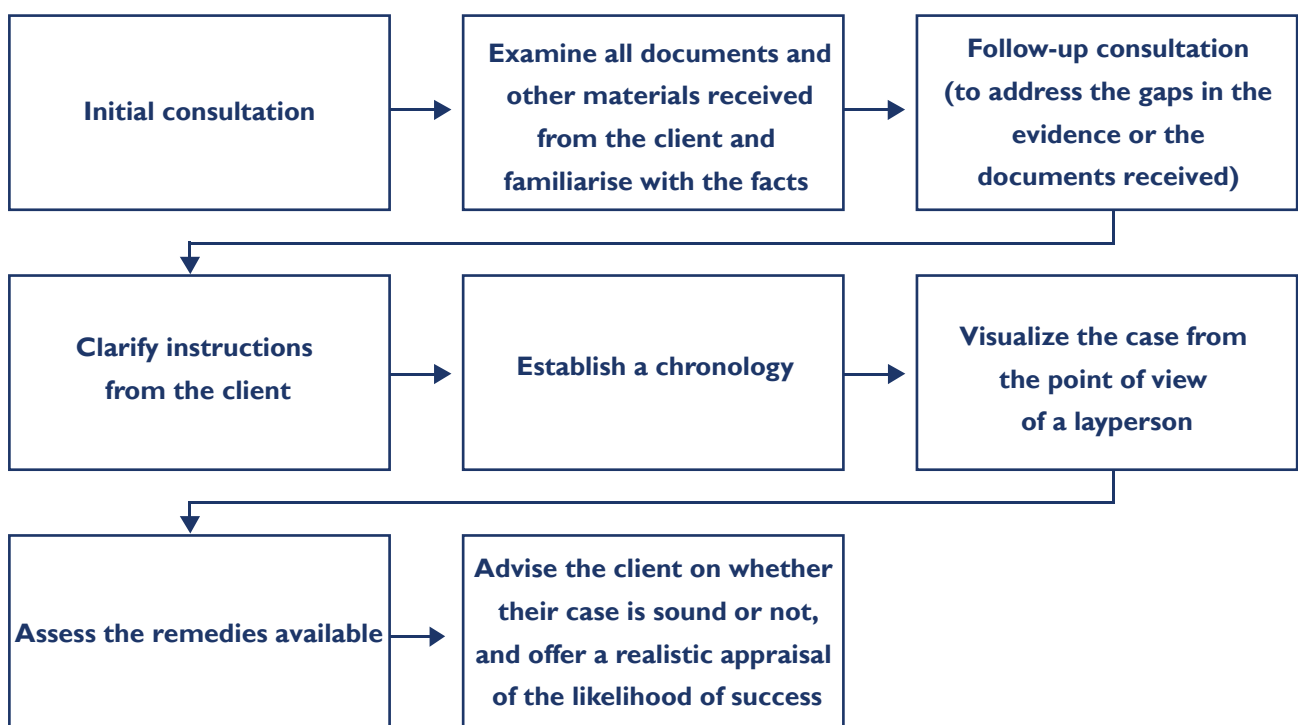 Initial consultation
Examine all documents and
other materials received
from the client and
familiarise with the facts
Follow-up consultation
(to address the gaps in the
evidence or the
documents received)
Clarify instructions
from the client
Establish a chronology
Visualize the case from
the point of view
of a layperson
Assess the remedies available
Advise the client on whether
their case is sound or not,
and offer a realistic appraisal
of the likelihood of success